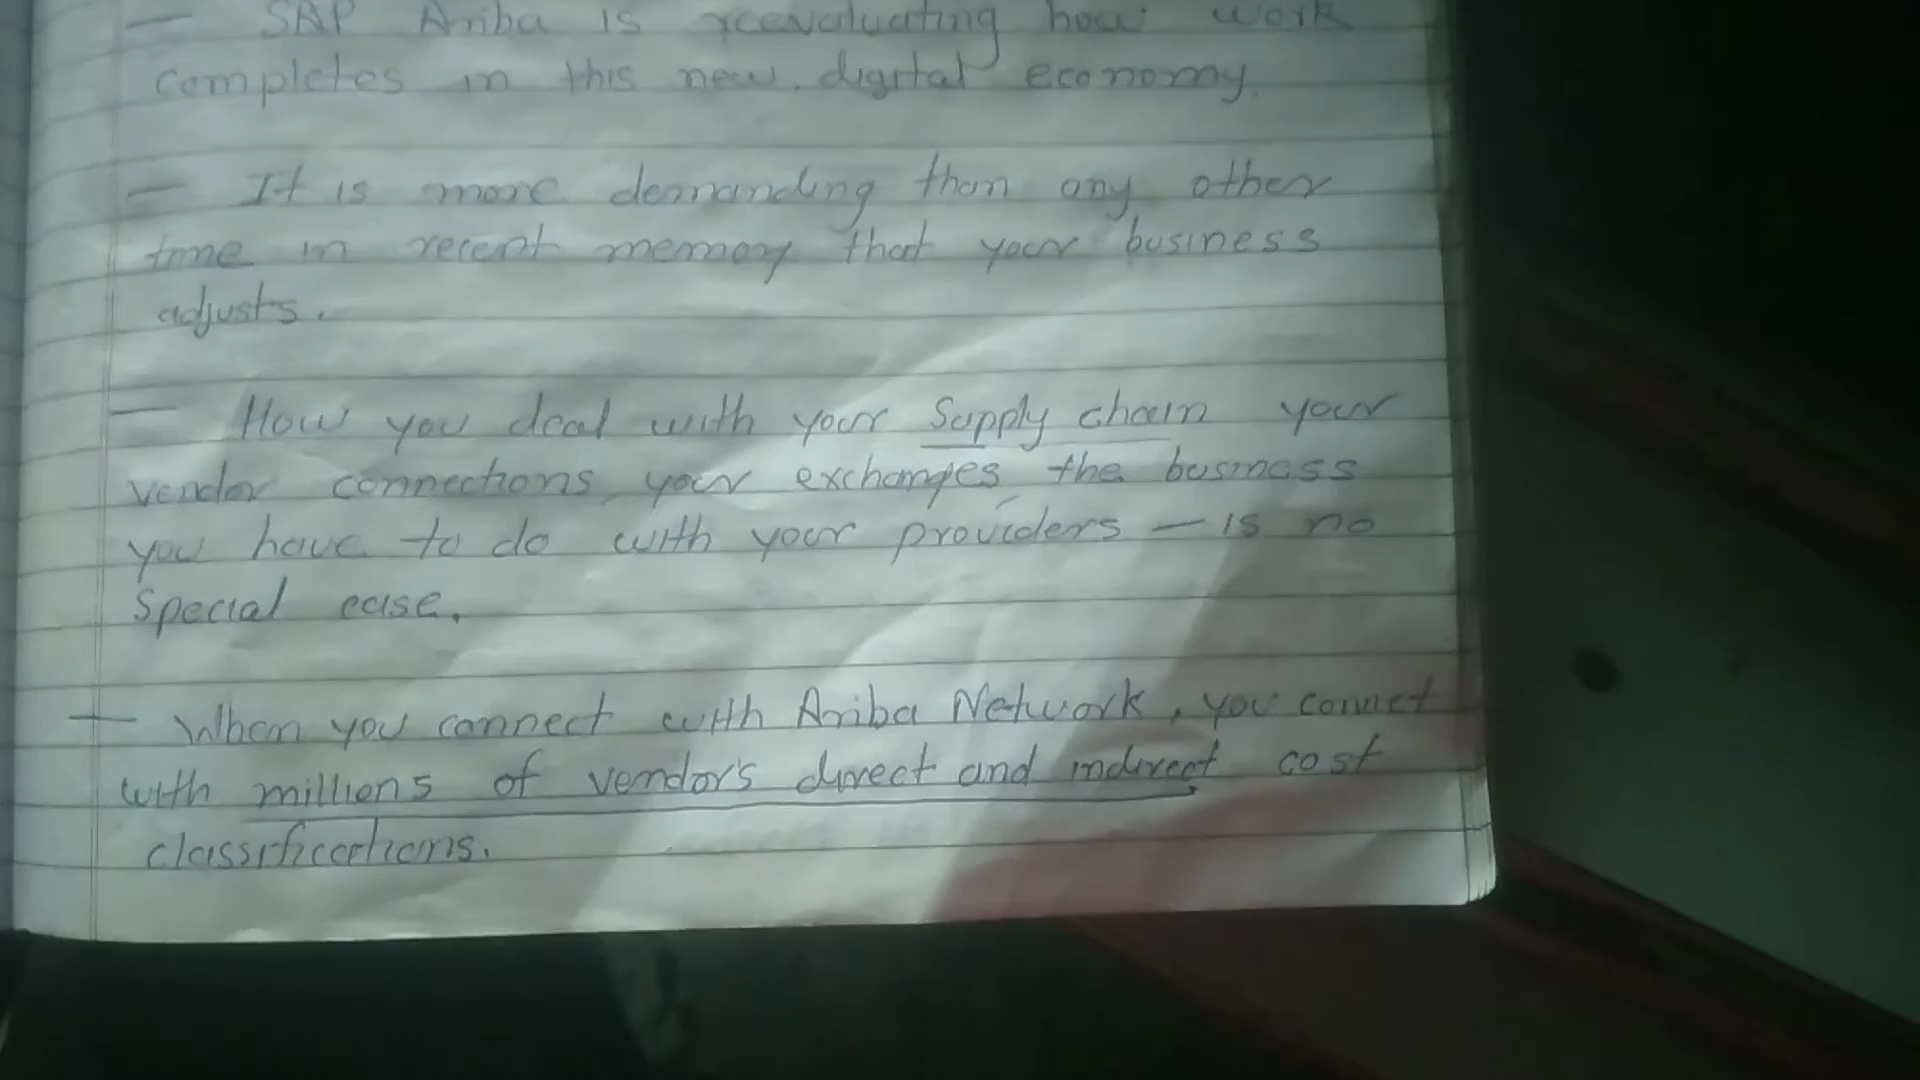 — SAP Ariba is reevaluating how work
completes in this new, digital economy.
— It is more demanding than any other
time in recent memory that your business
adjusts.
— How you deal with your Supply chain your
vendor connections, your exchanges, the business
you have to do with your providers — is no
special case.
— When you connect with Ariba Network, you connect
with millions of vendor's direct and indirect cost
classifications.